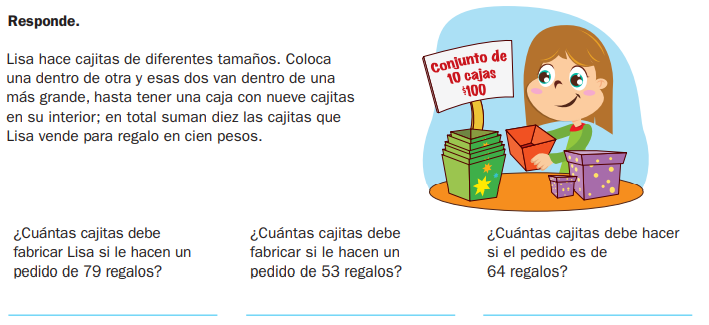 Responde.
Lisa hace cajitas de diferentes tamaños. Coloca
una dentro de otra y esas dos van dentro de una
más grande, hasta tener una caja con nueve cajitas
en su interior; en total suman diez las cajitas que
Lisa vende para regalo en cien pesos.
Conjunto de
10 cajas
$100
¿Cuántas cajitas debe
fabricar Lisa si le hacen un
pedido de 79 regalos?
¿Cuántas cajitas debe
fabricar si le hacen un
pedido de 53 regalos?
¿Cuántas cajitas debe hacer
si el pedido es de
64 regalos?